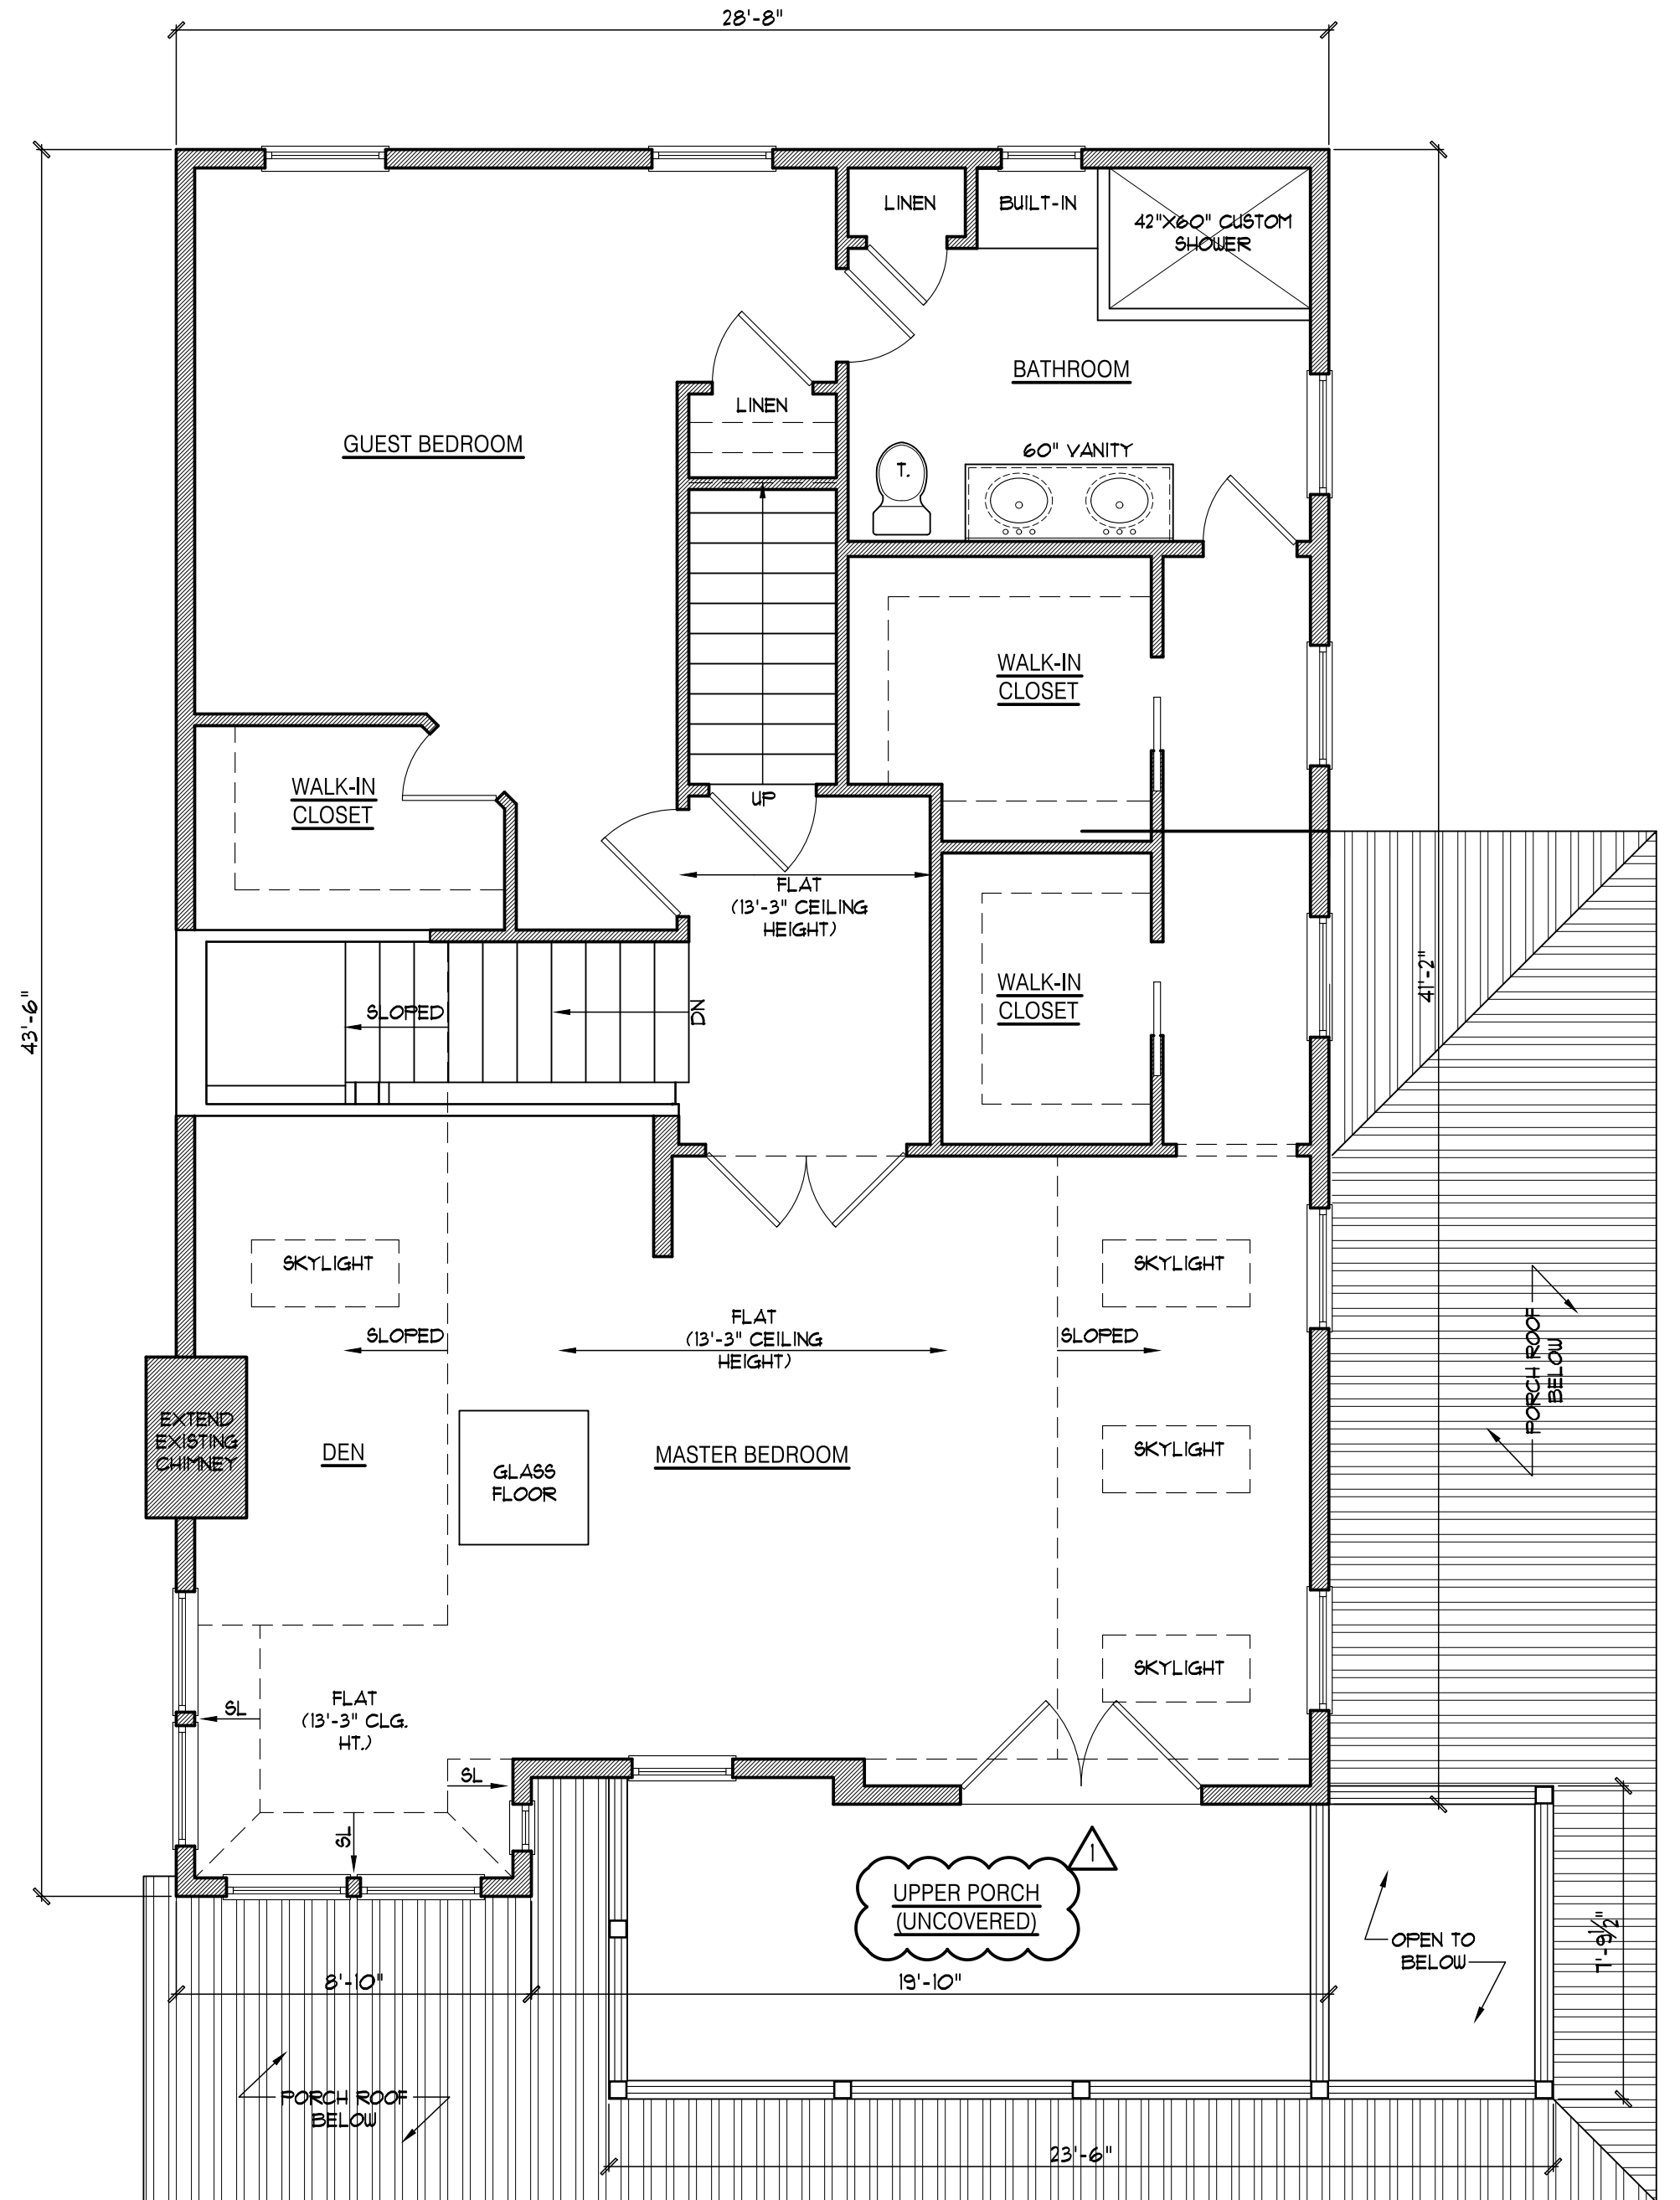 28'-8"
LINEN
BUILT-IN
42"X60" CUSTOM
SHOWER
BATHROOM
LINEN
GUEST BEDROOM
60" VANITY
T.
WALK-IN
CLOSET
WALK-IN
CLOSET
UP
FLAT
(13'-3" CEILING
HEIGHT)
WALK-IN
CLOSET
SLOPED
DN
43'-6"
41'-2"
SKYLIGHT
SKYLIGHT
FLAT
(13'-3" CEILING
HEIGHT)
SLOPED
SLOPED
PORCH ROOF
BELOW
EXTEND
EXISTING
CHIMNEY
DEN
GLASS
FLOOR
MASTER BEDROOM
SKYLIGHT
SKYLIGHT
FLAT
(13'-3" CLG.
HT.)
SL
SL
SL
1
UPPER PORCH
(UNCOVERED)
OPEN TO
BELOW
7'-9½"
8'-10"
19'-10"
PORCH ROOF
BELOW
23'-6"